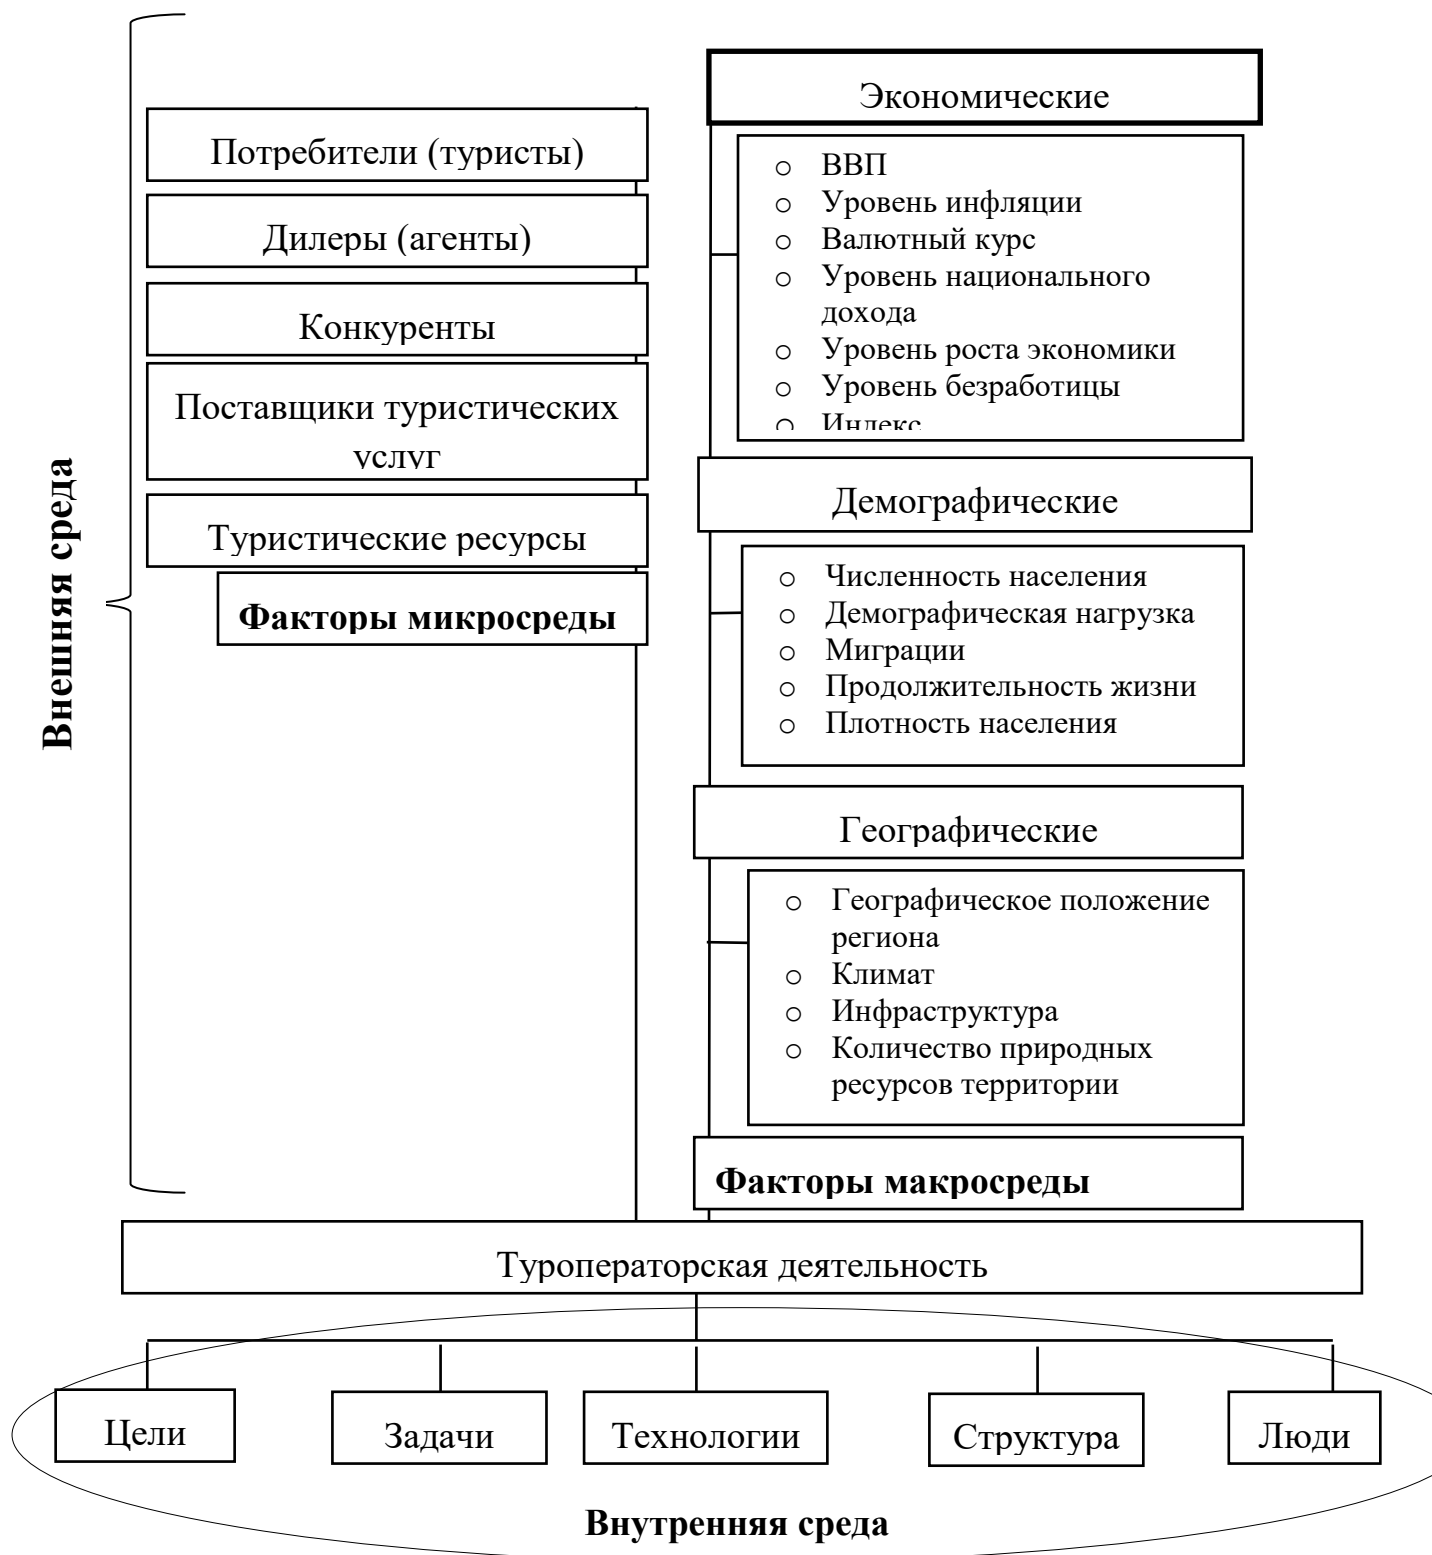 Внешняя среда
Потребители (туристы)
Дилеры (агенты)
Конкуренты
Поставщики туристических
услуг
Туристические ресурсы
Факторы микросреды
Экономические
o ВВП
o Уровень инфляции
o Валютный курс
o Уровень национального
дохода
o Уровень роста экономики
o Уровень безработицы
o Индекс
Демографические
o Численность населения
o Демографическая нагрузка
o Миграции
o Продолжительность жизни
o Плотность населения
Географические
o Географическое положение
региона
o Климат
o Инфраструктура
o Количество природных
ресурсов территории
Факторы макросреды
Туроператорская деятельность
Цели
Задачи
Технологии
Структура
Люди
Внутренняя среда